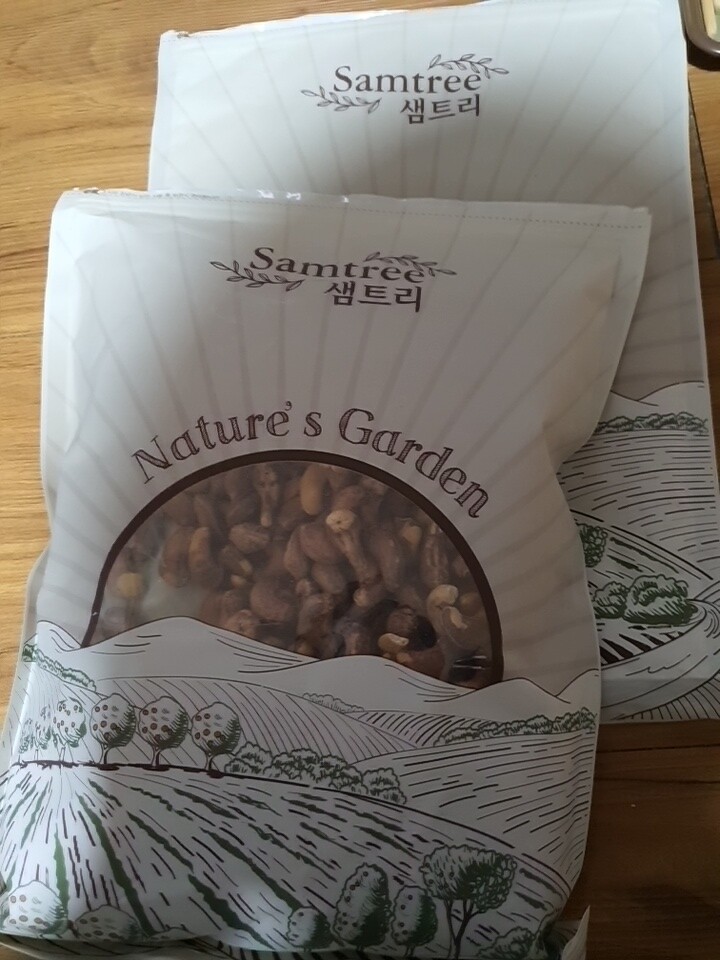 Samtree
샘트리
Samtree
샘트리
Nature's Garden